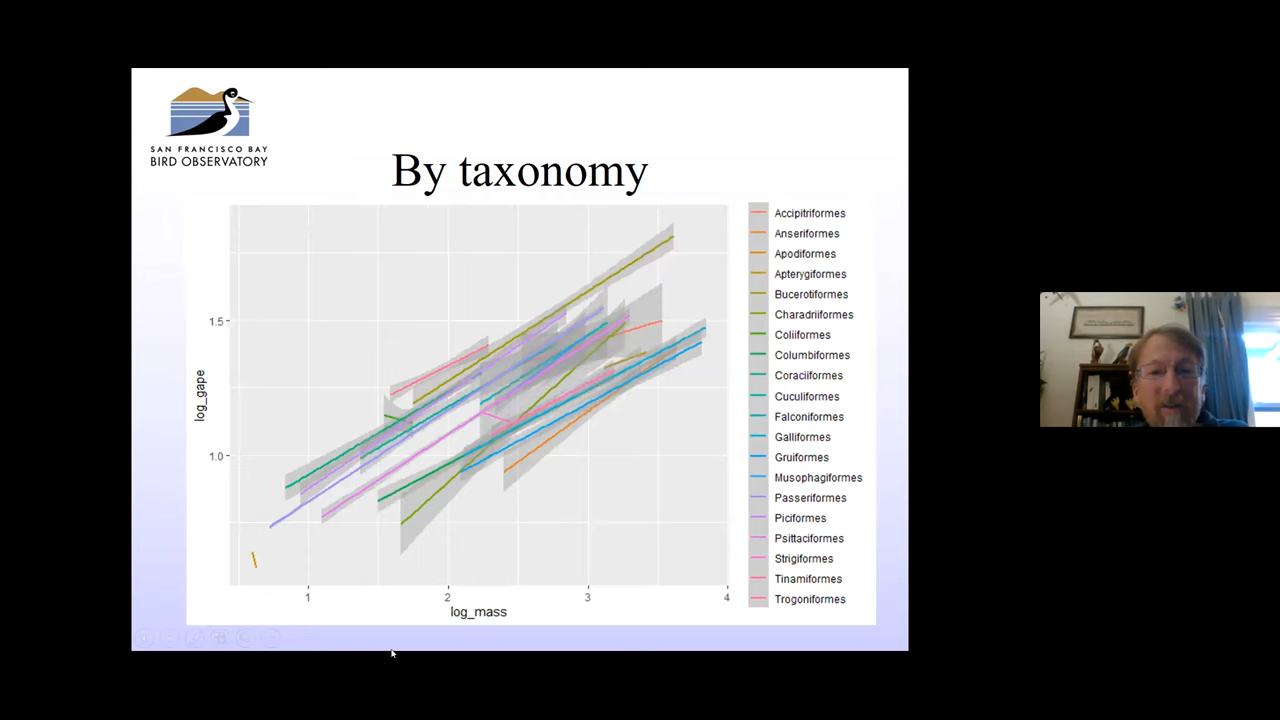 SAN FRANCISCO BAY
BIRD OBSERVATORY
By taxonomy
log_gape
1.5
1.0
1
2
3
4
log_mass
Accipitriformes
Anseriformes
Apodiformes
Apterygiformes
Bucerotiformes
Charadriiformes
Coliiformes
Columbiformes
Coraciiformes
Cuculiformes
Falconiformes
Galliformes
Gruiformes
Musophagiformes
Passeriformes
Piciformes
Psittaciformes
Strigiformes
Tinamiformes
Trogoniformes